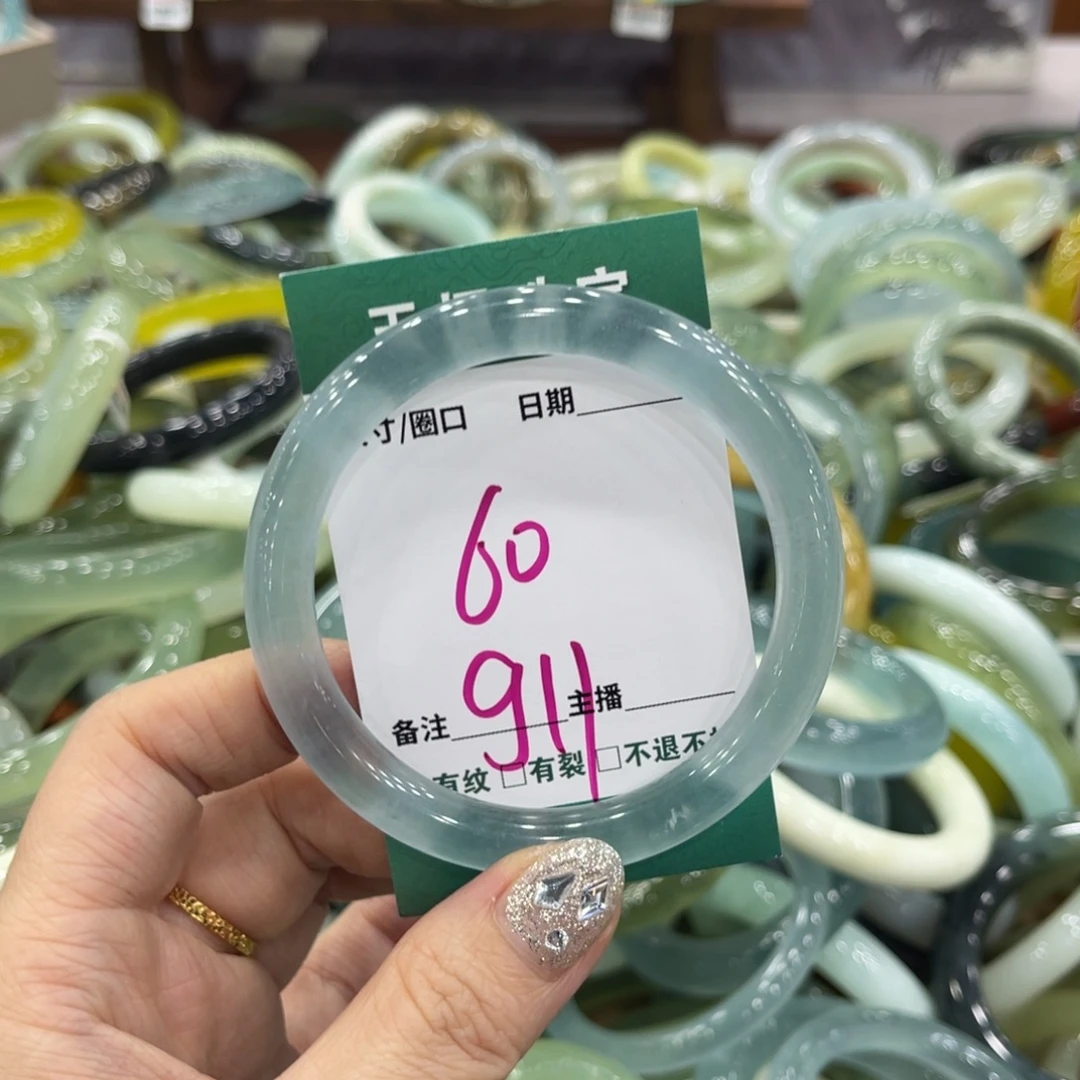 寸/圈口 日期
60
911
备注 主播
有纹 □有裂 □不退不